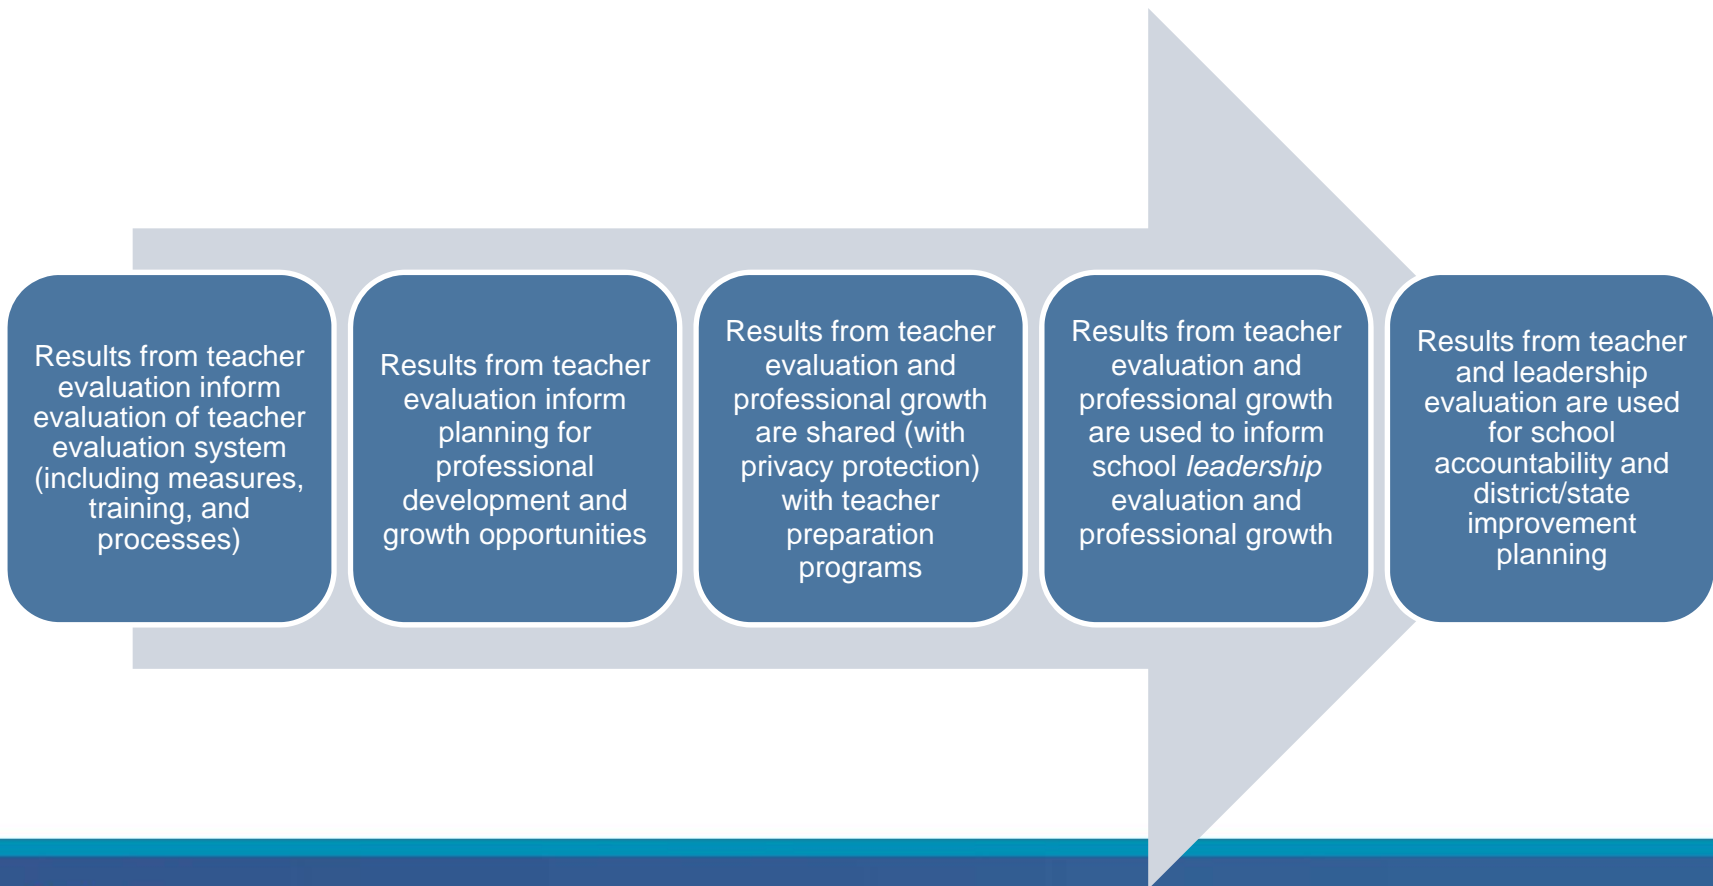 Results from teacher
evaluation inform
evaluation of teacher
evaluation system
(including measures,
training, and
processes)
Results from teacher
evaluation inform
planning for
professional
development and
growth opportunities
Results from teacher
evaluation and
professional growth
are shared (with
privacy protection)
with teacher
preparation
programs
Results from teacher
evaluation and
professional growth
are used to inform
school leadership
evaluation and
professional growth
Results from teacher
and leadership
evaluation are used
for school
accountability and
district/state
improvement
planning